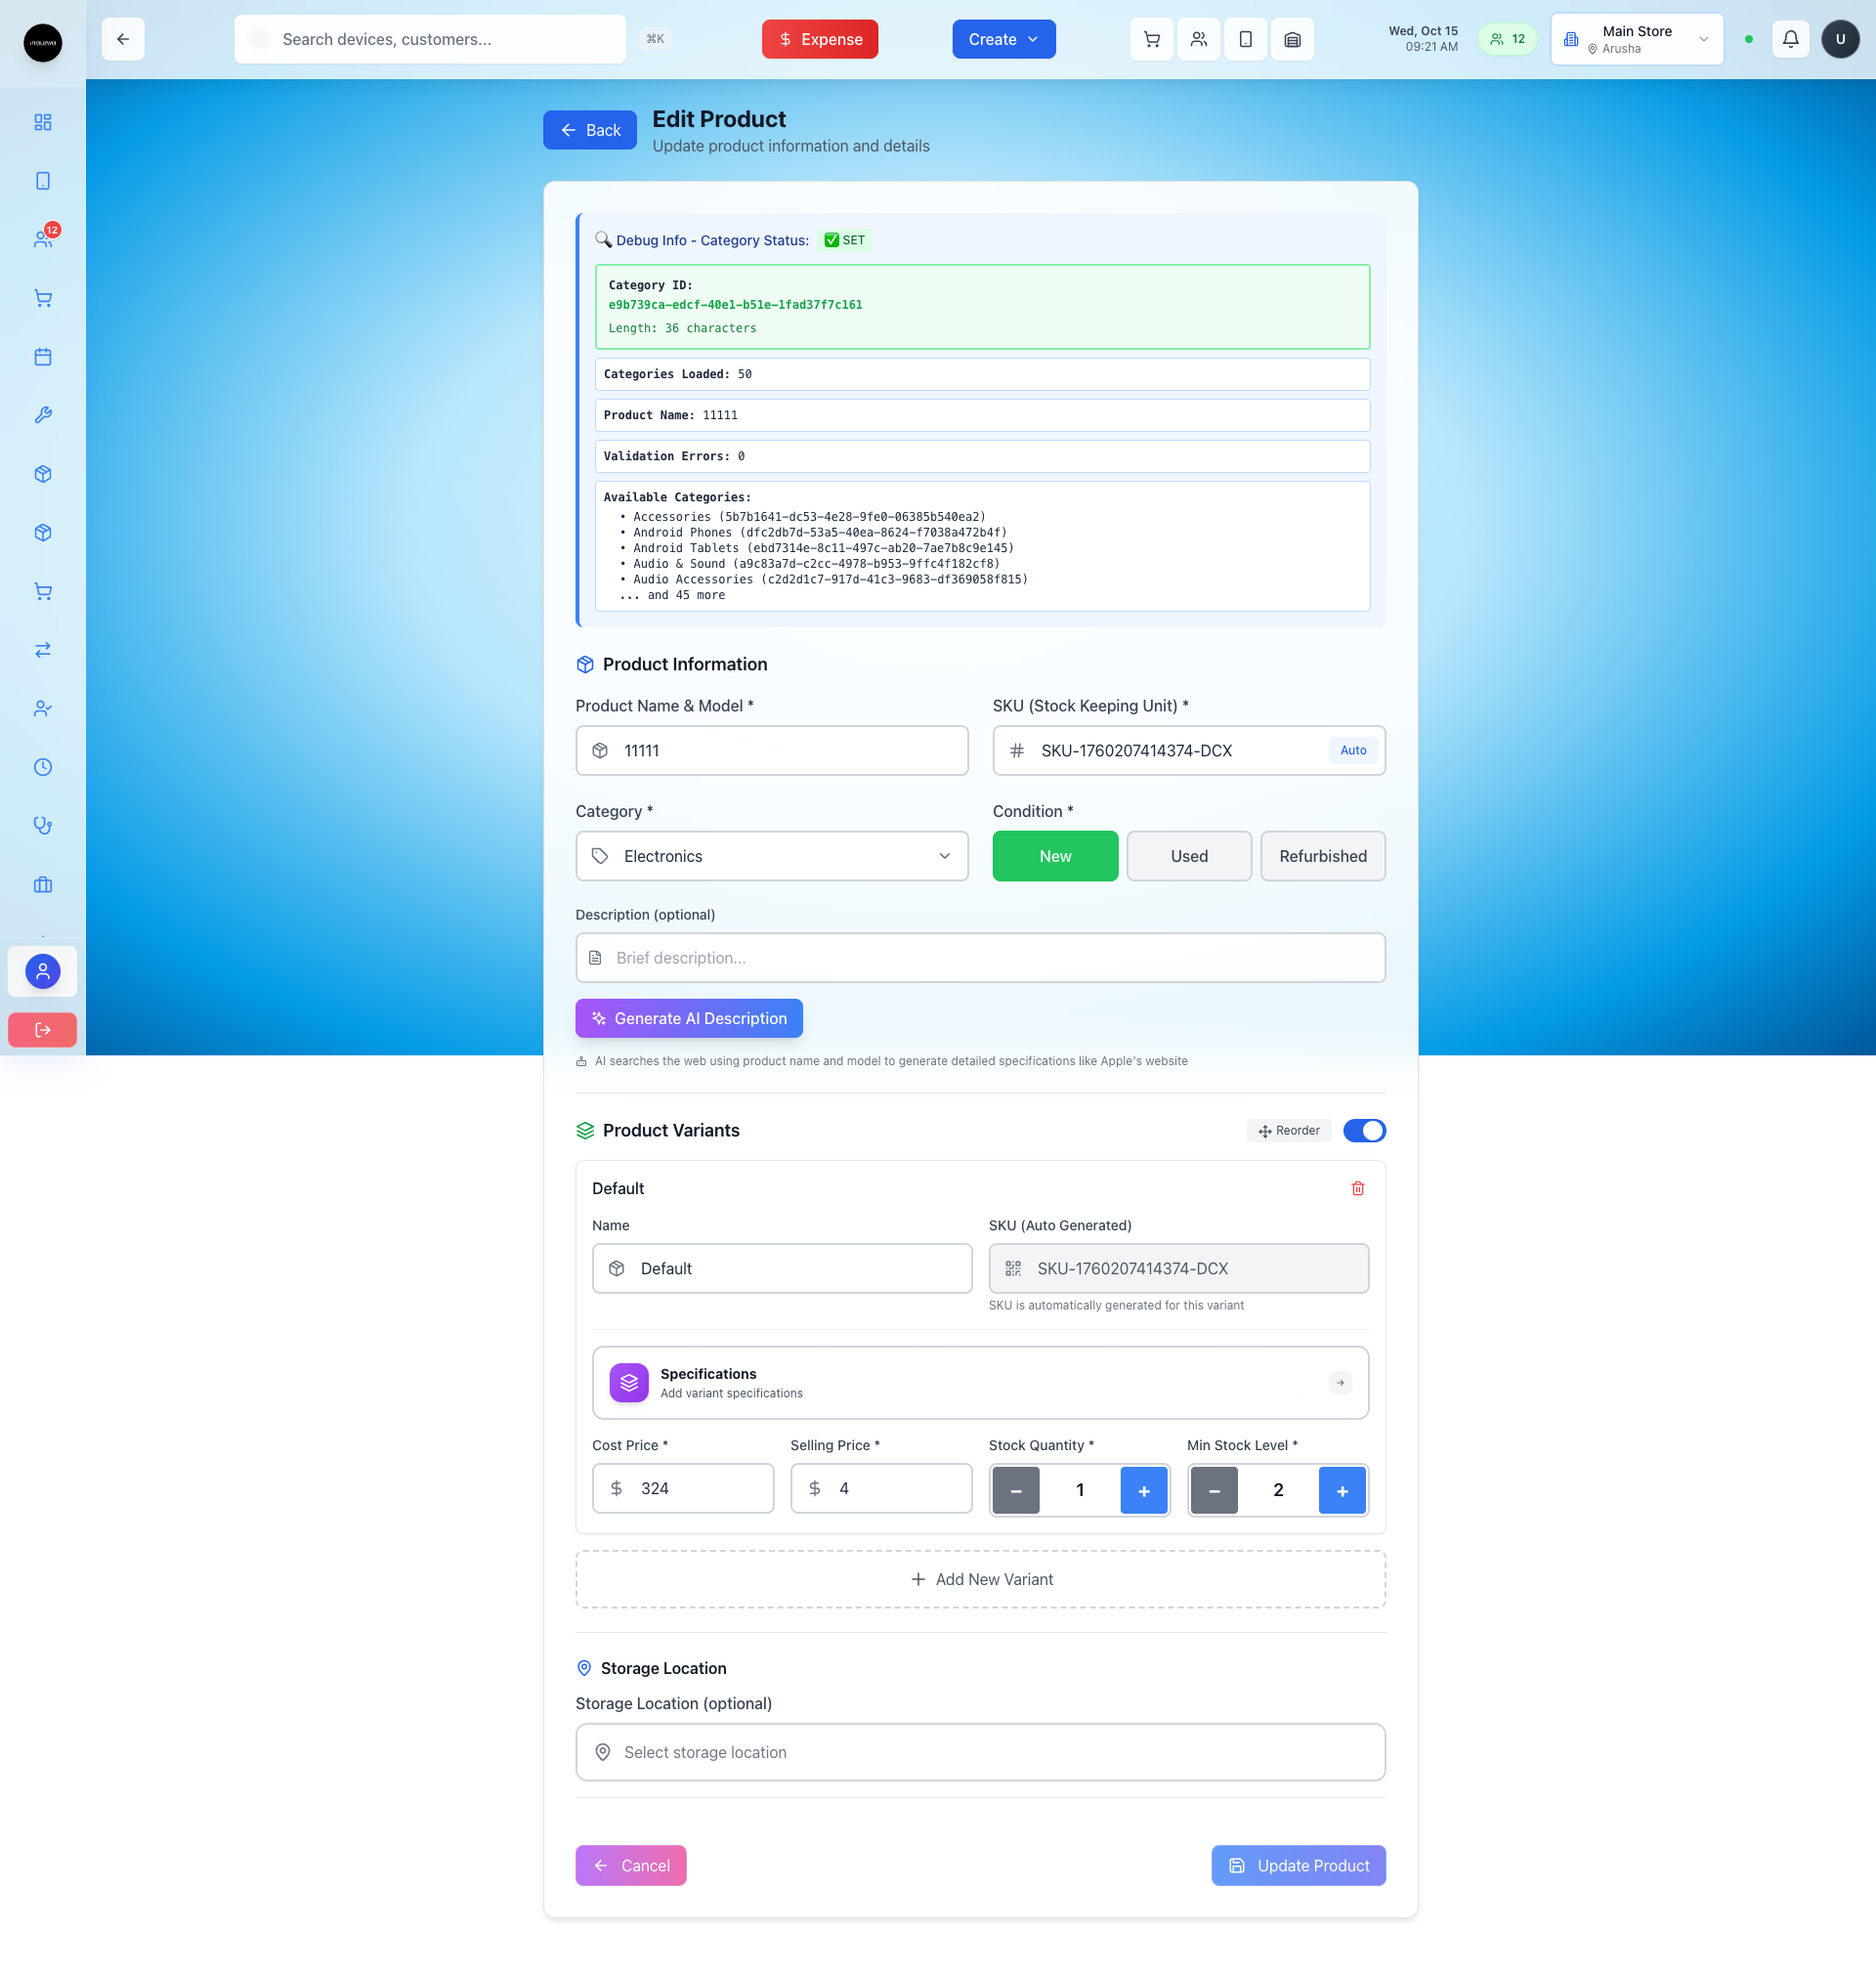 Search devices, customers...
⌘K
Expense
Create
Wed, Oct 15
09:21 AM
12
Main Store
Arusha
U
12
Back
Edit Product
Update product information and details
🔍 Debug Info - Category Status: ✅ SET
Category ID:
e9b739ca-edcf-40e1-b51e-1fad37f7c161
Length: 36 characters
Categories Loaded: 50
Product Name: 11111
Validation Errors: 0
Available Categories:
• Accessories (5b7b1641-dc53-4e28-9fe0-06385b540ea2)
• Android Phones (dfc2db7d-53a5-40ea-8624-f7038a472b4f)
• Android Tablets (ebd7314e-8c11-497c-ab20-7ae7b8c9e145)
• Audio & Sound (a9c83a7d-c2cc-4978-b953-9ffc4f182cf8)
• Audio Accessories (c2d2d1c7-917d-41c3-9683-df369058f815)
... and 45 more
Product Information
Product Name & Model *
SKU (Stock Keeping Unit) *
11111
SKU-1760207414374-DCX
Auto
Category *
Condition *
Electronics
New
Used
Refurbished
Description (optional)
Brief description...
Generate AI Description
AI searches the web using product name and model to generate detailed specifications like Apple's website
Product Variants
Reorder
Default
Name
SKU (Auto Generated)
Default
SKU-1760207414374-DCX
SKU is automatically generated for this variant
Specifications
Add variant specifications
Cost Price *
Selling Price *
Stock Quantity *
Min Stock Level *
324
4
− 1 +
− 2 +
Add New Variant
Storage Location
Storage Location (optional)
Select storage location
Cancel
Update Product